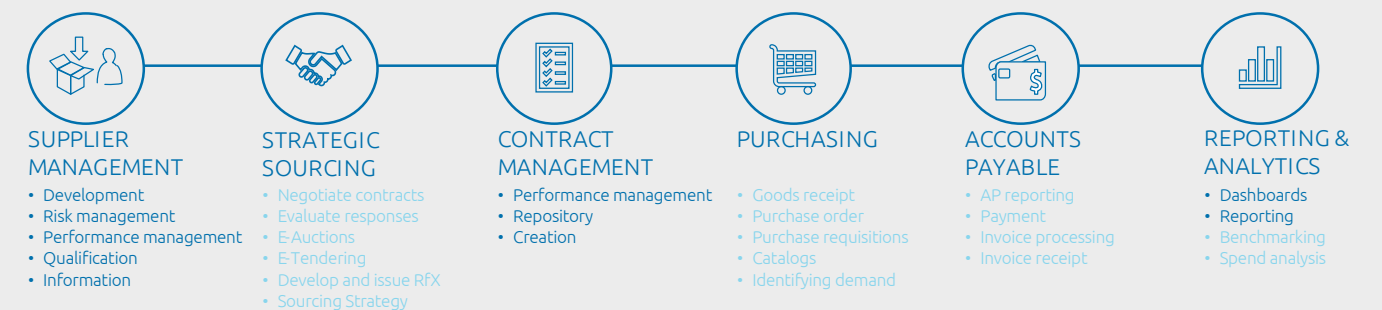 SUPPLIER
MANAGEMENT
• Development
• Risk management
• Performance management
• Qualification
• Information
STRATEGIC
SOURCING
• Negotiate contracts
• Evaluate responses
• E-Auctions
• E-Tendering
• Develop and issue RfX
• Sourcing Strategy
CONTRACT
MANAGEMENT
• Performance management
• Repository
• Creation
PURCHASING
• Goods receipt
• Purchase order
• Purchase requisitions
• Catalogs
• Identifying demand
$
ACCOUNTS
PAYABLE
• AP reporting
• Payment
• Invoice processing
• Invoice receipt
REPORTING &
ANALYTICS
• Dashboards
• Reporting
• Benchmarking
• Spend analysis